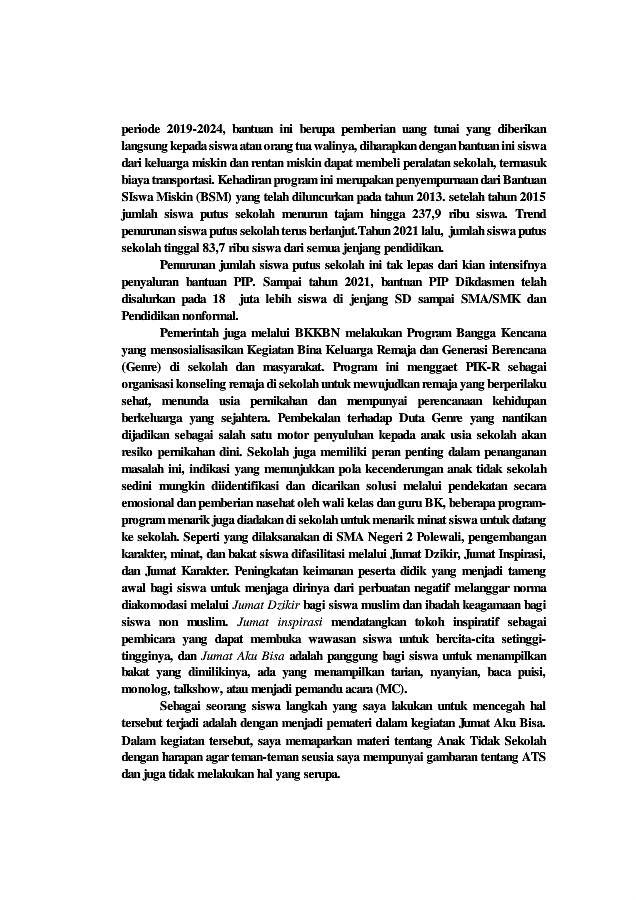 periode 2019-2024, bantuan ini berupa pemberian uang tunai yang diberikan
langsung kepada siswa atau orang tua walinya, diharapkan dengan bantuan ini siswa
dari keluarga miskin dan rentan miskin dapat membeli peralatan sekolah, termasuk
biaya transportasi. Kehadiran program ini merupakan penyempurnaan dari Bantuan
SIswa Miskin (BSM) yang telah diluncurkan pada tahun 2013. setelah tahun 2015
jumlah siswa putus sekolah menurun tajam hingga 237,9 ribu siswa. Trend
penurunan siswa putus sekolah terus berlanjut.Tahun 2021 lalu, jumlah siswa putus
sekolah tinggal 83,7 ribu siswa dari semua jenjang pendidikan.
Penurunan jumlah siswa putus sekolah ini tak lepas dari kian intensifnya
penyaluran bantuan PIP. Sampai tahun 2021, bantuan PIP Dikdasmen telah
disalurkan pada 18 juta lebih siswa di jenjang SD sampai SMA/SMK dan
Pendidikan nonformal.
Pemerintah juga melalui BKKBN melakukan Program Bangga Kencana
yang mensosialisasikan Kegiatan Bina Keluarga Remaja dan Generasi Berencana
(Genre) di sekolah dan masyarakat. Program ini menggaet PIK-R sebagai
organisasi konseling remaja di sekolah untuk mewujudkan remaja yang berperilaku
sehat, menunda usia pernikahan dan mempunyai perencanaan kehidupan
berkeluarga yang sejahtera. Pembekalan terhadap Duta Genre yang nantikan
dijadikan sebagai salah satu motor penyuluhan kepada anak usia sekolah akan
resiko pernikahan dini. Sekolah juga memiliki peran penting dalam penanganan
masalah ini, indikasi yang menunjukkan pola kecenderungan anak tidak sekolah
sedini mungkin diidentifikasi dan dicarikan solusi melalui pendekatan secara
emosional dan pemberian nasehat oleh wali kelas dan guru BK, beberapa program-
program menarik juga diadakan di sekolah untuk menarik minat siswa untuk datang
ke sekolah. Seperti yang dilaksanakan di SMA Negeri 2 Polewali, pengembangan
karakter, minat, dan bakat siswa difasilitasi melalui Jumat Dzikir, Jumat Inspirasi,
dan Jumat Karakter. Peningkatan keimanan peserta didik yang menjadi tameng
awal bagi siswa untuk menjaga dirinya dari perbuatan negatif melanggar norma
diakomodasi melalui Jumat Dzikir bagi siswa muslim dan ibadah keagamaan bagi
siswa non muslim. Jumat inspirasi mendatangkan tokoh inspiratif sebagai
pembicara yang dapat membuka wawasan siswa untuk bercita-cita setinggi-
tingginya, dan Jumat Aku Bisa adalah panggung bagi siswa untuk menampilkan
bakat yang dimilikinya, ada yang menampilkan tarian, nyanyian, baca puisi,
monolog, talkshow, atau menjadi pemandu acara (MC).
Sebagai seorang siswa langkah yang saya lakukan untuk mencegah hal
tersebut terjadi adalah dengan menjadi pemateri dalam kegiatan Jumat Aku Bisa.
Dalam kegiatan tersebut, saya memaparkan materi tentang Anak Tidak Sekolah
dengan harapan agar teman-teman seusia saya mempunyai gambaran tentang ATS
dan juga tidak melakukan hal yang serupa.